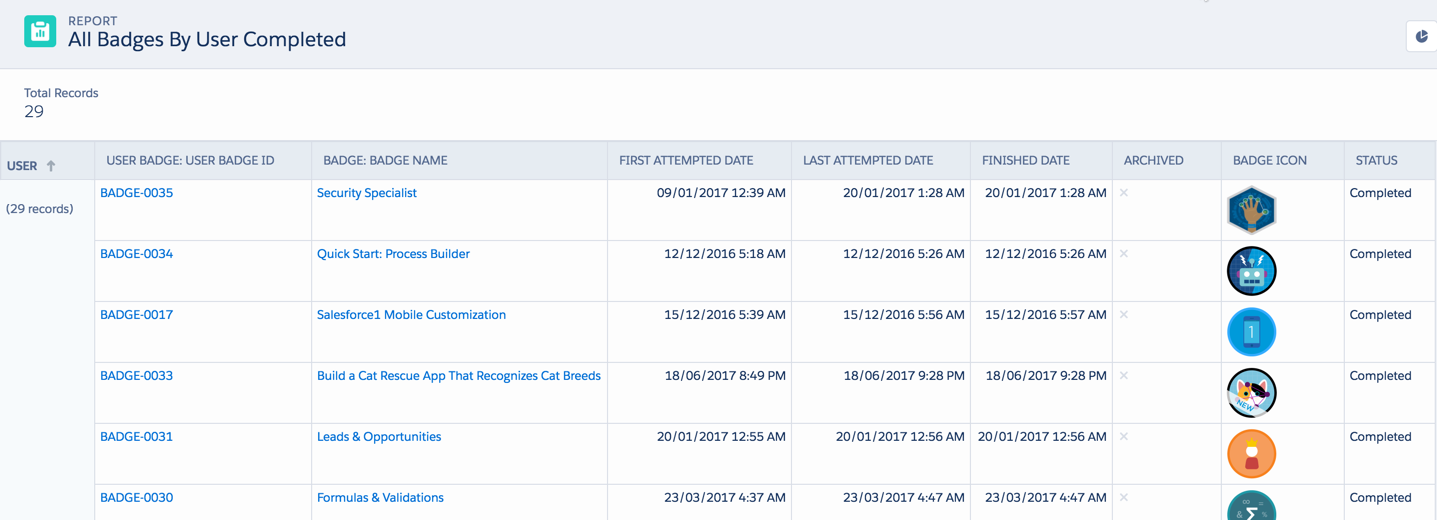 REPORT
All Badges By User Completed
Total Records
29
USER USER BADGE: USER BADGE ID BADGE: BADGE NAME FIRST ATTEMPTED DATE LAST ATTEMPTED DATE FINISHED DATE ARCHIVED BADGE ICON STATUS
(29 records)
BADGE-0035 Security Specialist 09/01/2017 12:39 AM 20/01/2017 1:28 AM 20/01/2017 1:28 AM Completed
BADGE-0034 Quick Start: Process Builder 12/12/2016 5:18 AM 12/12/2016 5:26 AM 12/12/2016 5:26 AM Completed
BADGE-0017 Salesforce1 Mobile Customization 15/12/2016 5:39 AM 15/12/2016 5:56 AM 15/12/2016 5:57 AM 1 Completed
BADGE-0033 Build a Cat Rescue App That Recognizes Cat Breeds 18/06/2017 8:49 PM 18/06/2017 9:28 PM 18/06/2017 9:28 PM NEW Completed
BADGE-0031 Leads & Opportunities 20/01/2017 12:55 AM 20/01/2017 12:56 AM 20/01/2017 12:56 AM Completed
BADGE-0030 Formulas & Validations 23/03/2017 4:37 AM 23/03/2017 4:47 AM 23/03/2017 4:47 AM ∞ = & Σ % Completed